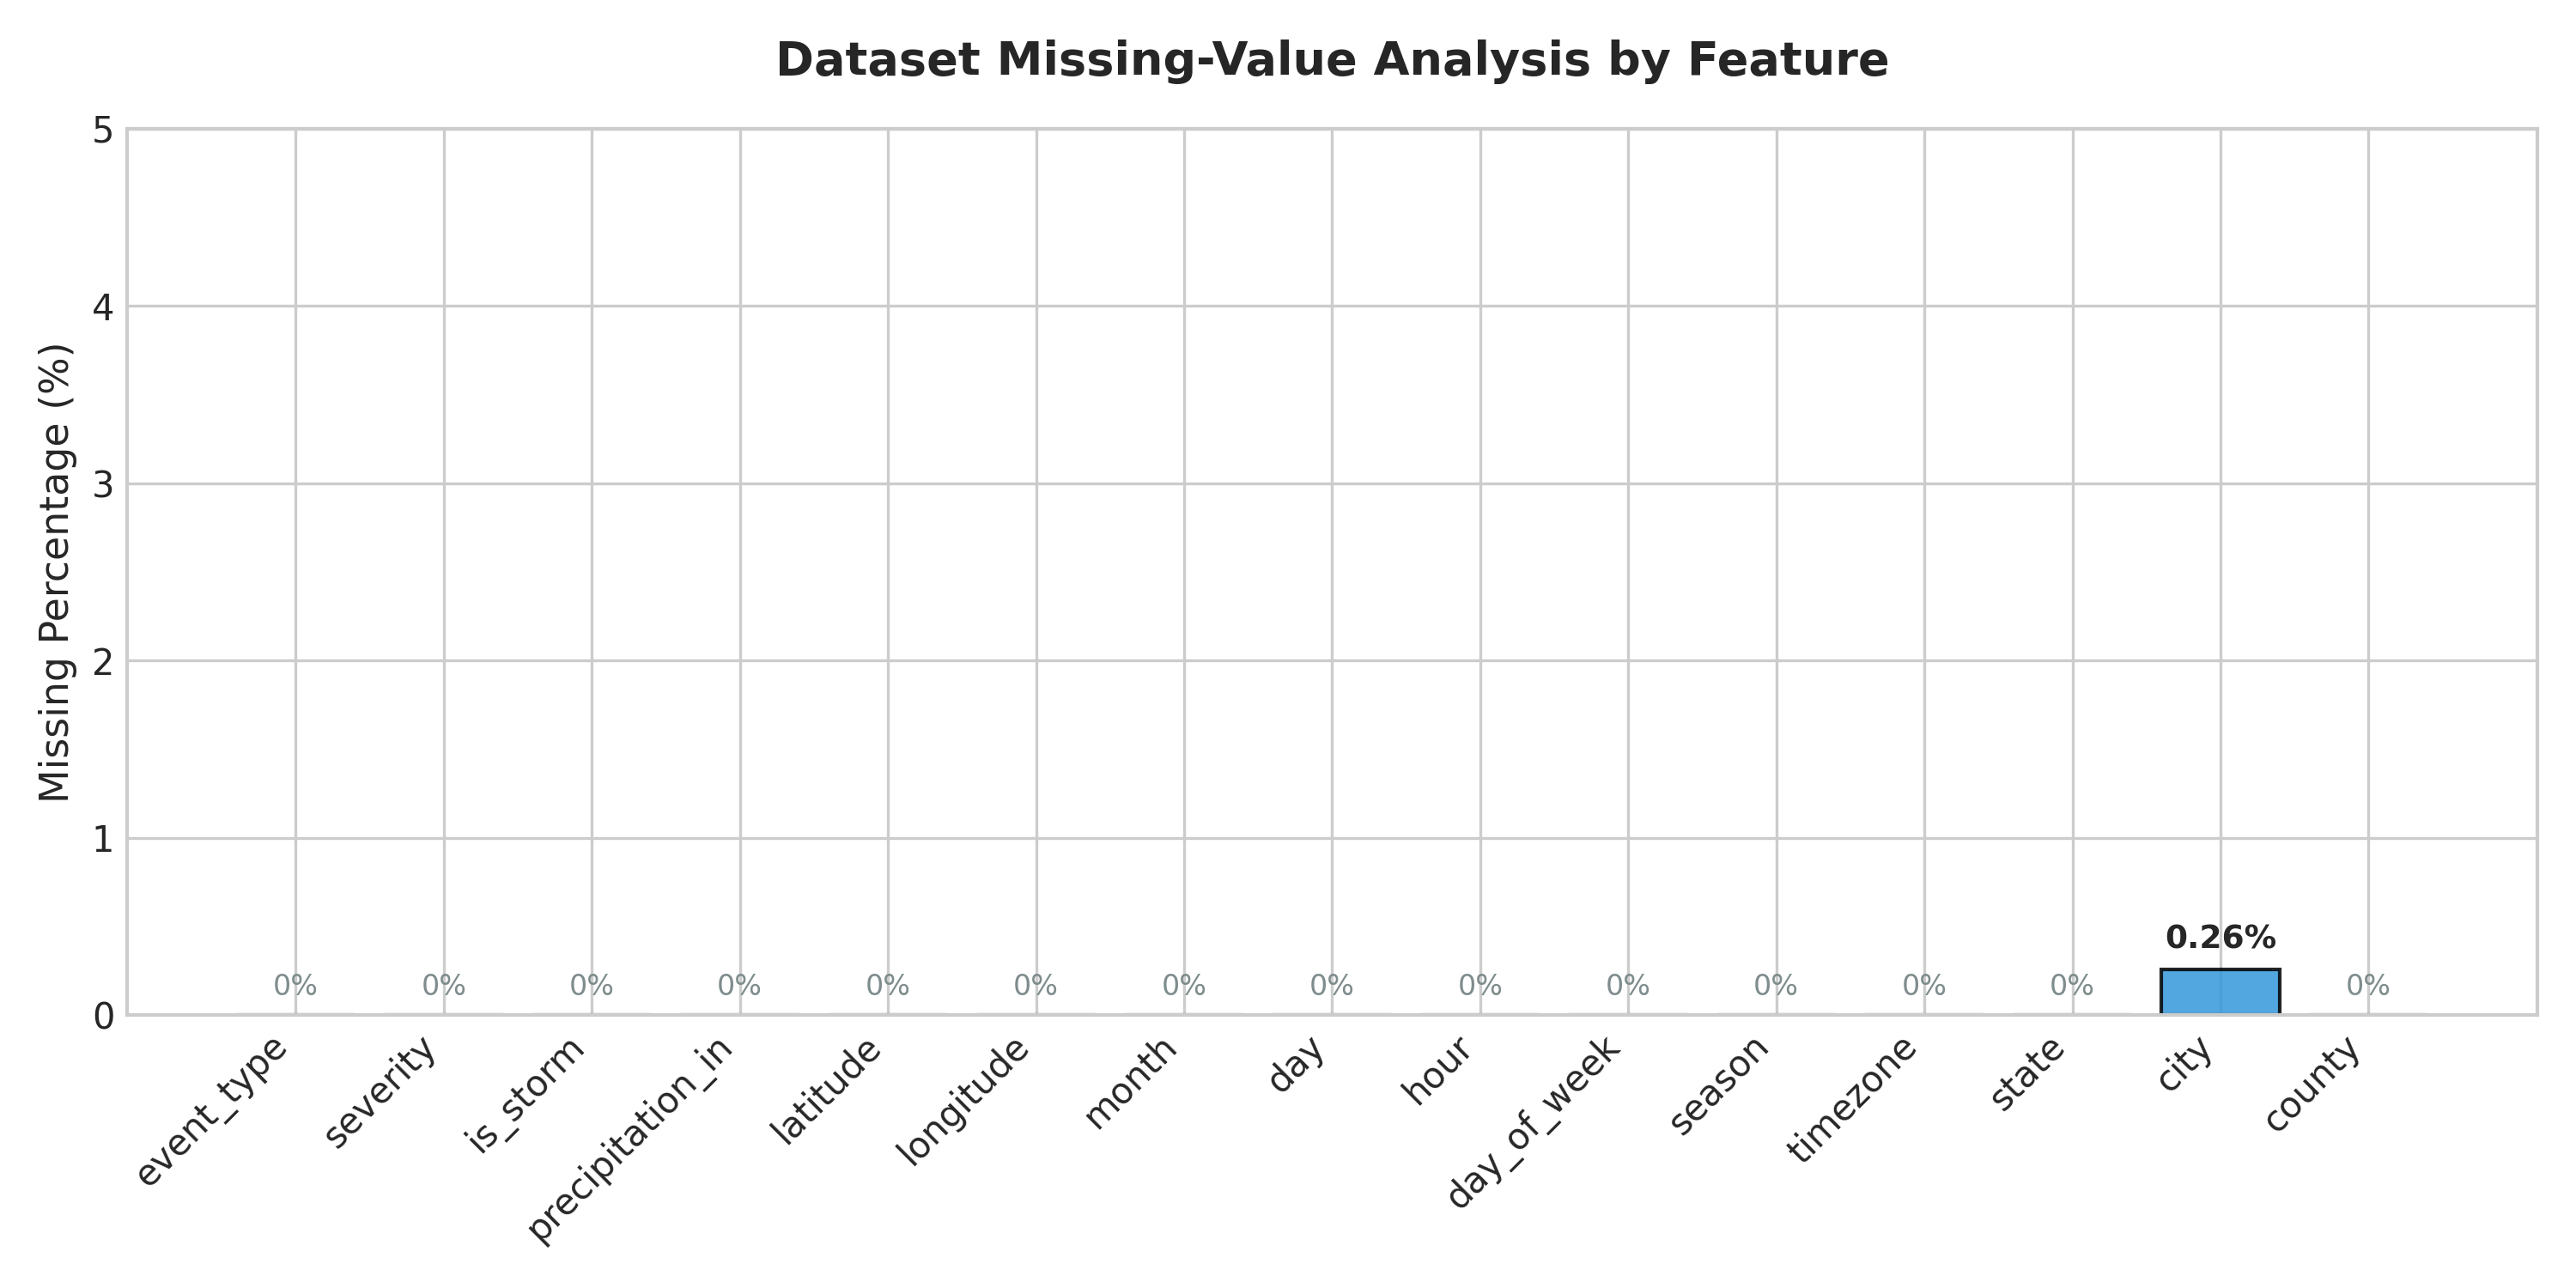 Dataset Missing-Value Analysis by Feature
Missing Percentage (%)
5
4
3
2
1
0
0% 0% 0% 0% 0% 0% 0% 0% 0% 0% 0% 0% 0% 0.26% 0%
event_type severity is_storm precipitation_in latitude longitude month day hour day_of_week season timezone state city county